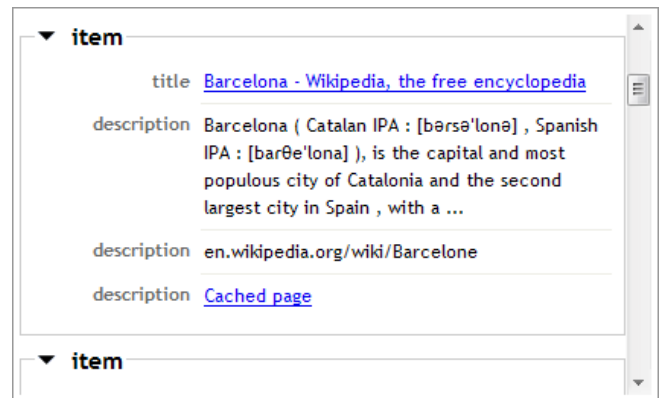 item
title Barcelona - Wikipedia, the free encyclopedia
description Barcelona ( Catalan IPA : [bərsə'lonə] , Spanish
IPA : [barθe'lona] ), is the capital and most
populous city of Catalonia and the second
largest city in Spain , with a ...
description en.wikipedia.org/wiki/Barcelone
description Cached page
item